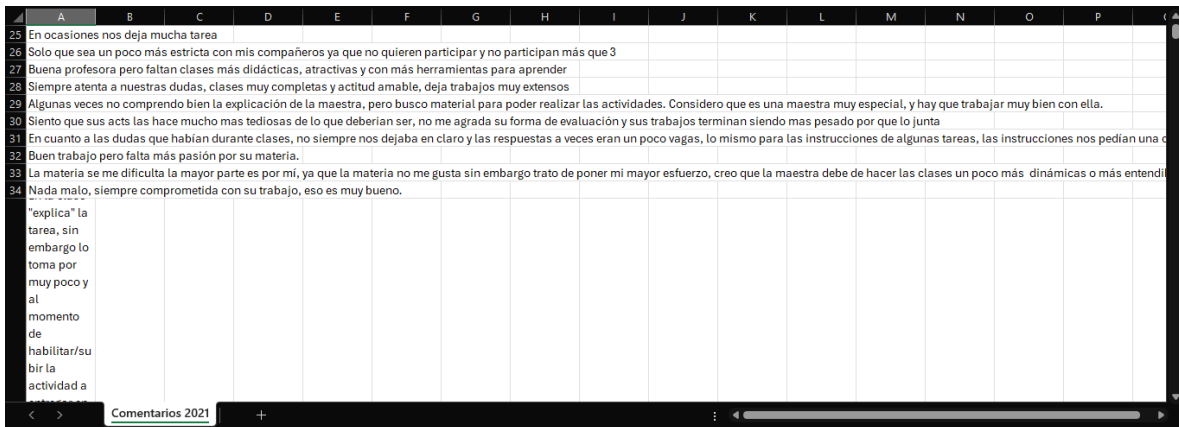 A B C D E F G H I J K L M N O P
25 En ocasiones nos deja mucha tarea
26 Solo que sea un poco más estricta con mis compañeros ya que no quieren participar y no participan más que 3
27 Buena profesora pero faltan clases más didácticas, atractivas y con más herramientas para aprender
28 Siempre atenta a nuestras dudas, clases muy completas y actitud amable, deja trabajos muy extensos
29 Algunas veces no comprendo bien la explicación de la maestra, pero busco material para poder realizar las actividades. Considero que es una maestra muy especial, y hay que trabajar muy bien con ella.
30 Siento que sus acts las hace mucho mas tediosas de lo que deberian ser, no me agrada su forma de evaluación y sus trabajos terminan siendo mas pesado por que lo junta
31 En cuanto a las dudas que habían durante clases, no siempre nos dejaba en claro y las respuestas a veces eran un poco vagas, lo mismo para las instrucciones de algunas tareas, las instrucciones nos pedían una
32 Buen trabajo pero falta más pasión por su materia.
33 La materia se me dificulta la mayor parte es por mí, ya que la materia no me gusta sin embargo trato de poner mi mayor esfuerzo, creo que la maestra debe de hacer las clases un poco más  dinámicas o más
34 Nada malo, siempre comprometida con su trabajo, eso es muy bueno.
"explica" la
tarea, sin
embargo lo
toma por
muy poco y
al
momento
de
habilitar/su
bir la
actividad a
Comentarios 2021